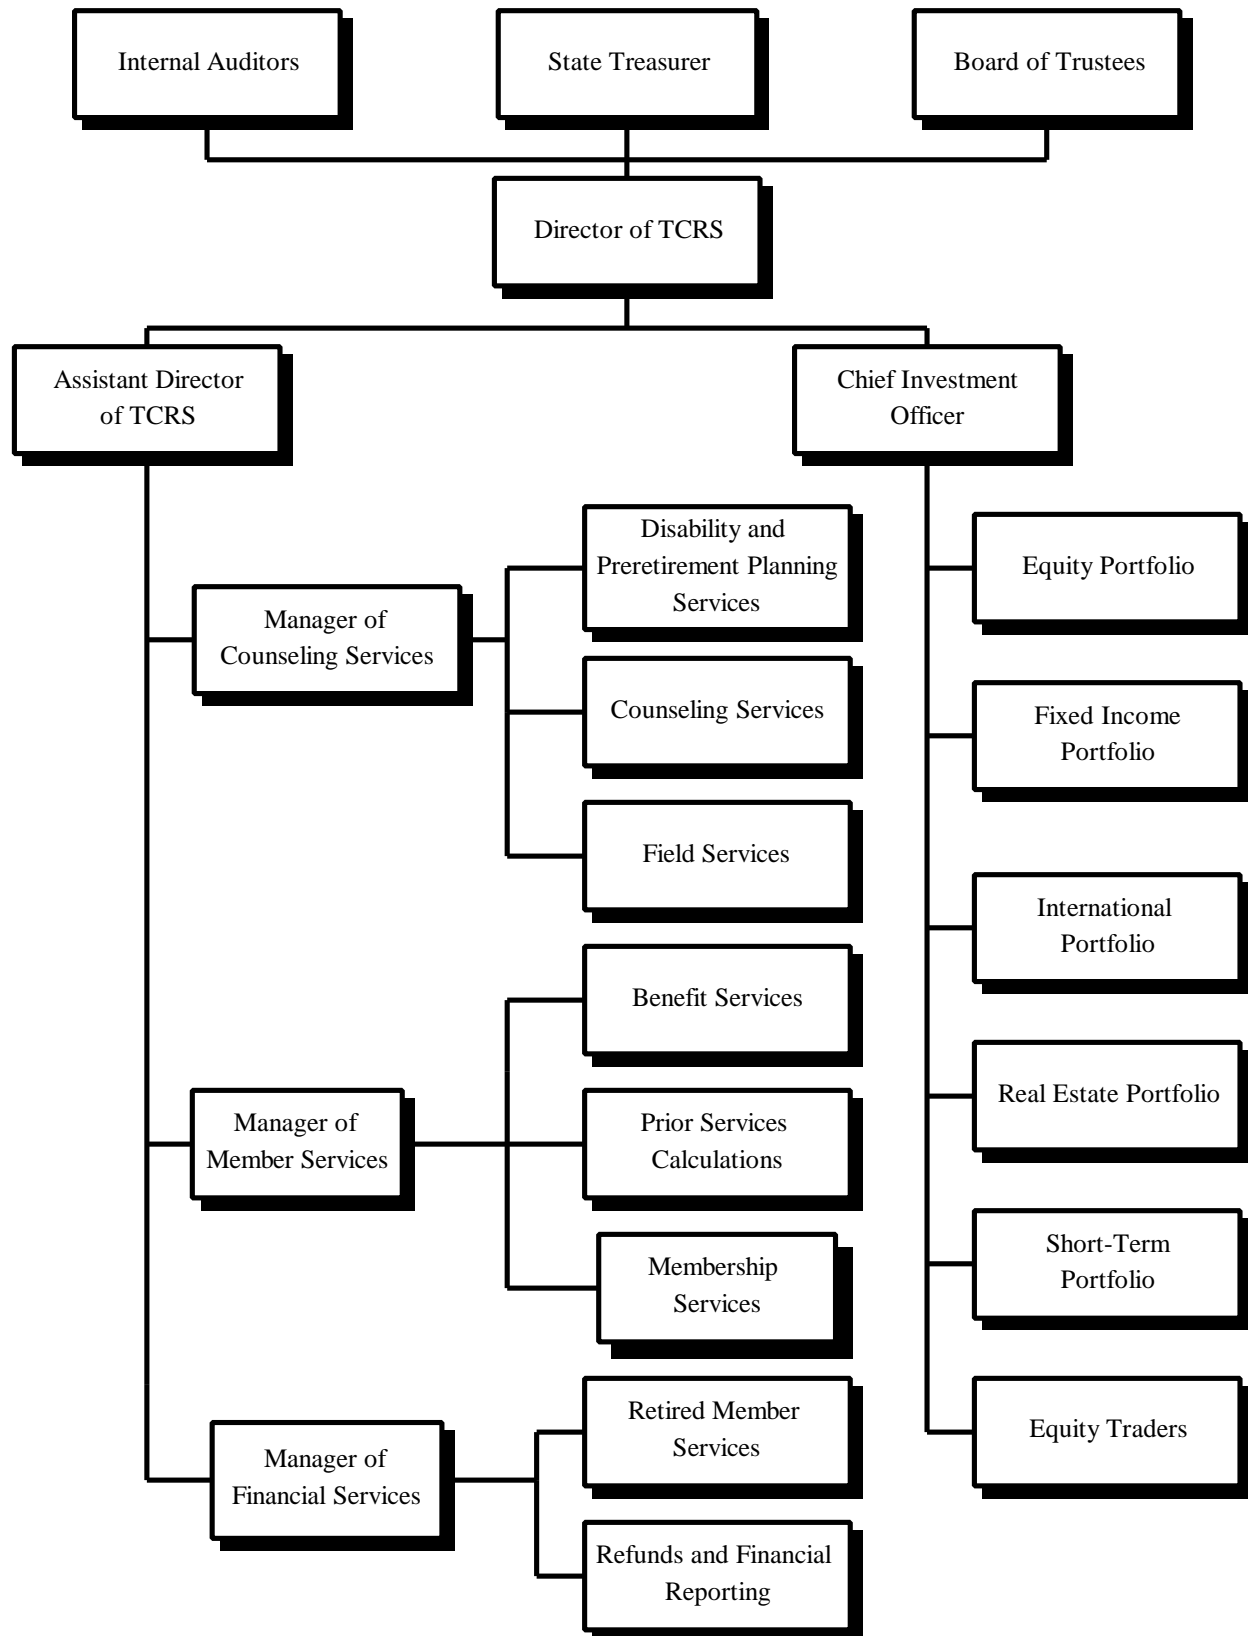 Internal Auditors
State Treasurer
Board of Trustees
Director of TCRS
Assistant Director
of TCRS
Chief Investment
Officer
Disability and
Preretirement Planning
Services
Equity Portfolio
Manager of
Counseling Services
Counseling Services
Fixed Income
Portfolio
Field Services
International
Portfolio
Benefit Services
Manager of
Member Services
Prior Services
Calculations
Real Estate Portfolio
Membership
Services
Short-Term
Portfolio
Manager of
Financial Services
Retired Member
Services
Equity Traders
Refunds and Financial
Reporting